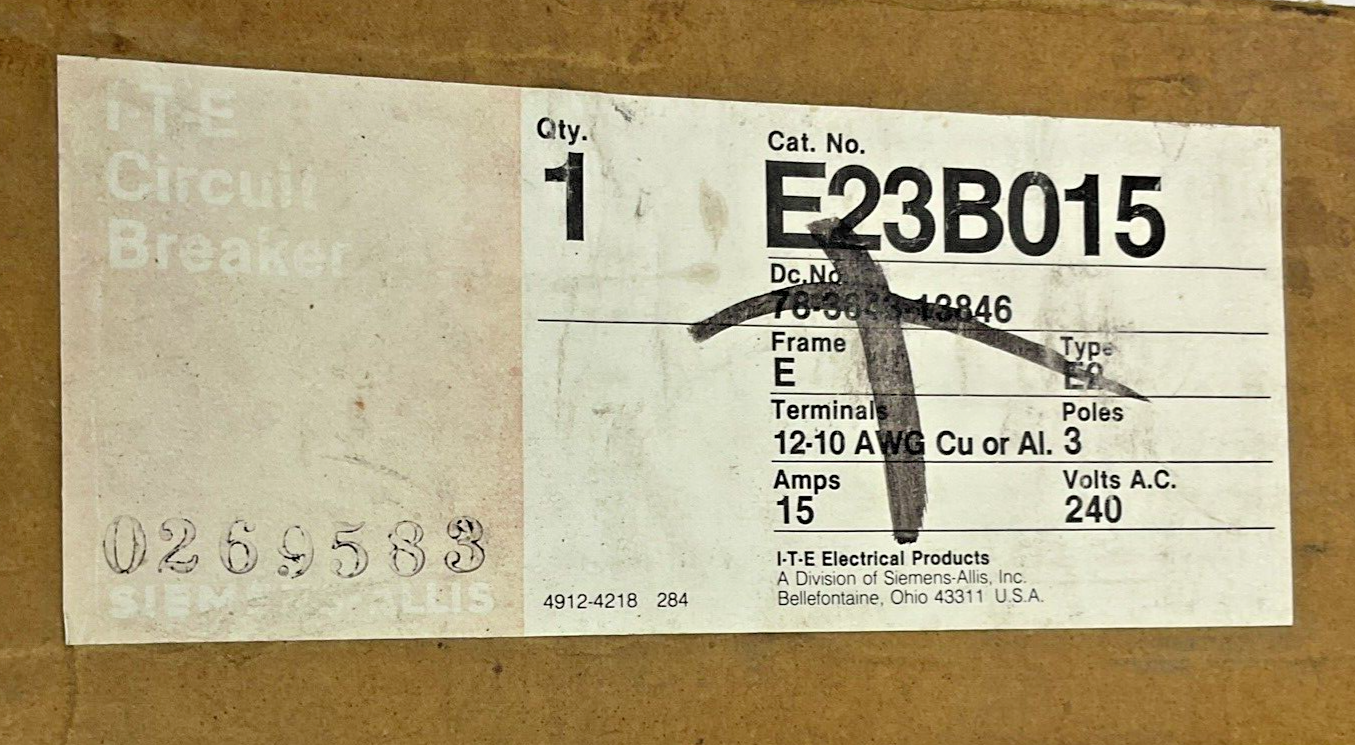 I-T-E
Circuit
Breaker
0269583
Qty.
1
4912-4218 284
Cat. No.
E23B015
Dc.No
Frame
E
Type
E2
Terminals
12-10 AWG Cu or Al.
Poles
3
Amps
15
Volts A.C.
240
I-T-E Electrical Products
A Division of Siemens-Allis, Inc.
Bellefontaine, Ohio 43311 U.S.A.